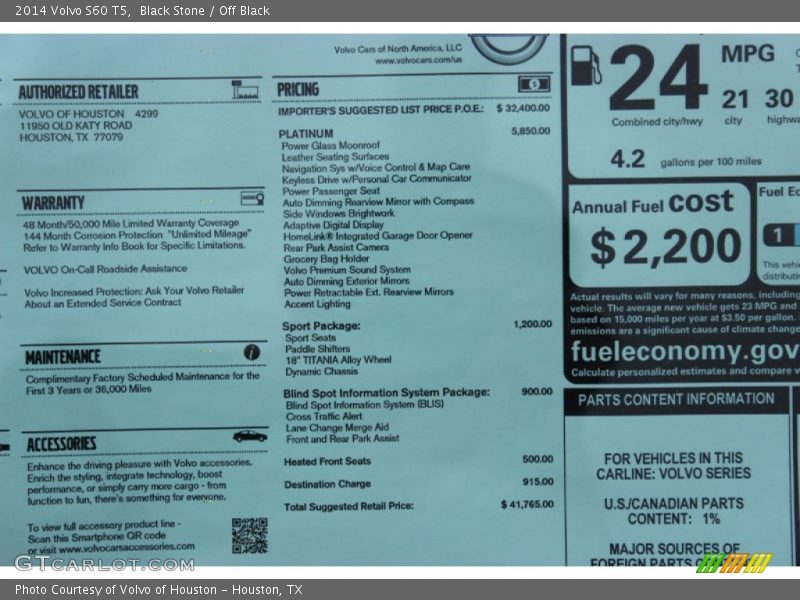 2014 Volvo S60 T5, Black Stone / Off Black
Volvo Cars of North America, LLC
www.volvocars.com/us
AUTHORIZED RETAILER
VOLVO OF HOUSTON 4299
11950 OLD KATY ROAD
HOUSTON, TX 77079
WARRANTY
48 Month/50,000 Mile Limited Warranty Coverage
144 Month Corrosion Protection "Unlimited Mileage"
Refer to Warranty Info Book for Specific Limitations.
VOLVO On-Call Roadside Assistance
Volvo Increased Protection: Ask Your Volvo Retailer
About an Extended Service Contract
MAINTENANCE
Complimentary Factory Scheduled Maintenance for the
First 3 Years or 36,000 Miles
ACCESSORIES
Enhance the driving pleasure with Volvo accessories.
Enrich the styling, integrate technology, boost
performance, or simply carry more cargo - from
function to fun, there's something for everyone.
To view full accessory product line -
Scan this Smartphone QR code
or visit www.volvocarsaccessories.com
PRICING
IMPORTER'S SUGGESTED LIST PRICE P.O.E.: $ 32,400.00
PLATINUM 5,850.00
Power Glass Moonroof
Leather Seating Surfaces
Navigation Sys w/Voice Control & Map Care
Keyless Drive w/Personal Car Communicator
Power Passenger Seat
Auto Dimming Rearview Mirror with Compass
Side Windows Brightwork
Adaptive Digital Display
HomeLink® Integrated Garage Door Opener
Rear Park Assist Camera
Grocery Bag Holder
Volvo Premium Sound System
Auto Dimming Exterior Mirrors
Power Retractable Ext. Rearview Mirrors
Accent Lighting
Sport Package: 1,200.00
Sport Seats
Paddle Shifters
18" TITANIA Alloy Wheel
Dynamic Chassis
Blind Spot Information System Package: 900.00
Blind Spot Information System (BLIS)
Cross Traffic Alert
Lane Change Merge Aid
Front and Rear Park Assist
Heated Front Seats 500.00
Destination Charge 915.00
Total Suggested Retail Price: $ 41,765.00
24 MPG
21 30
Combined city/hwy city highw
4.2 gallons per 100 miles
Annual Fuel cost
$2,200
Fuel Ec
1
This vehic
distributi
Actual results will vary for many reasons, including
vehicle. The average new vehicle gets 23 MPG and
based on 15,000 miles per year at $3.50 per gallon.
emissions are a significant cause of climate change
fueleconomy.gov
Calculate personalized estimates and compare v
PARTS CONTENT INFORMATION
FOR VEHICLES IN THIS
CARLINE: VOLVO SERIES
U.S./CANADIAN PARTS
CONTENT: 1%
MAJOR SOURCES OF
FOREIGN PARTS
GTCARLOT.COM
Photo Courtesy of Volvo of Houston - Houston, TX